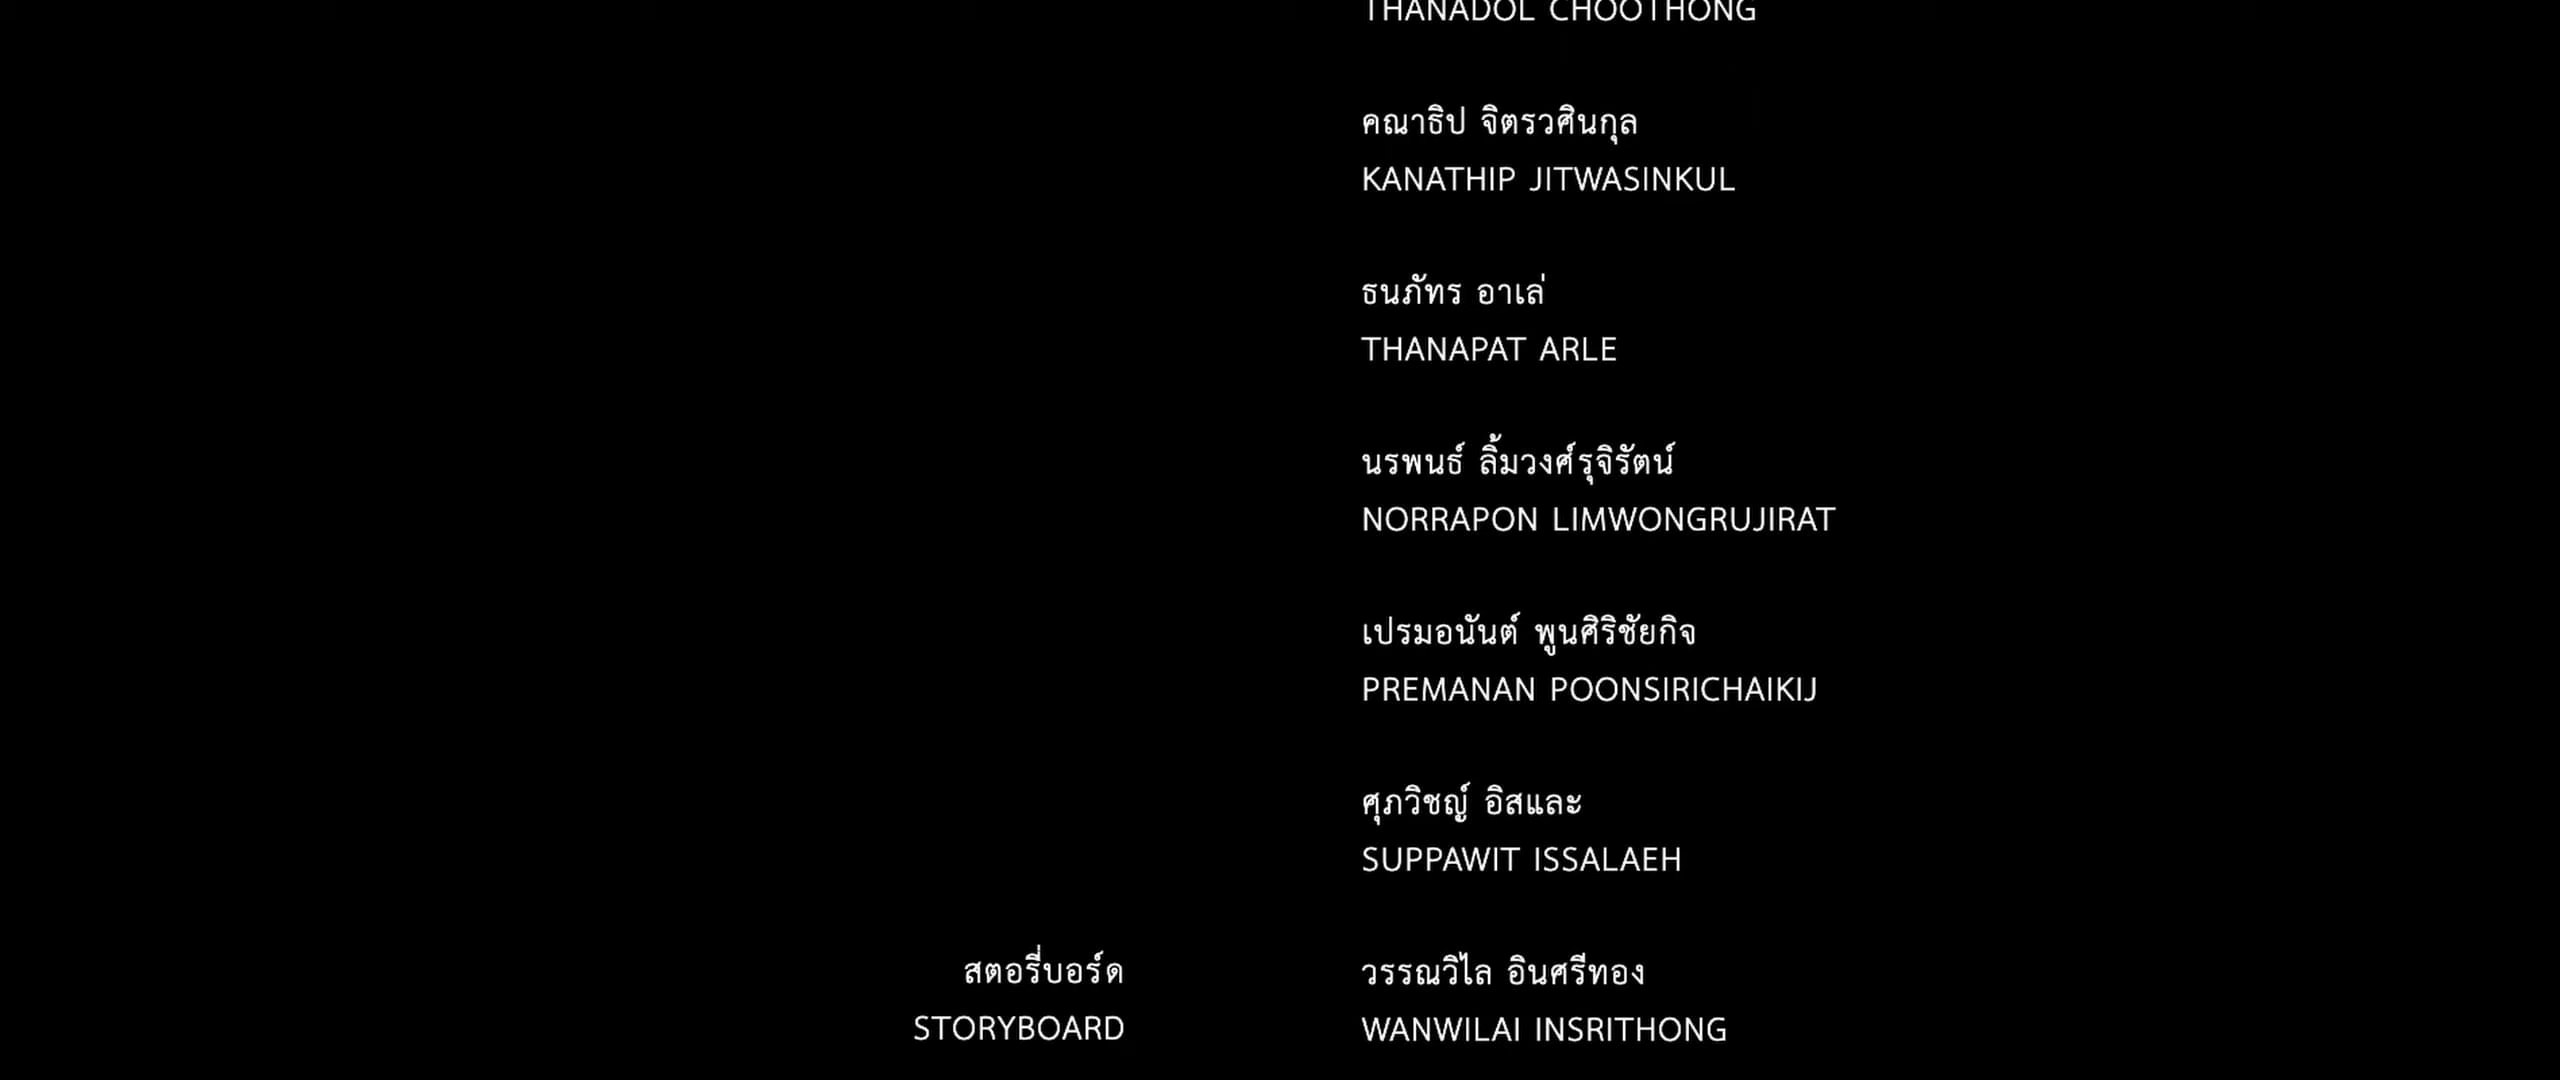 THANADOL CHOOTHONG
คณาธิป จิตรวศินกุล
KANATHIP JITWASINKUL
ธนภัทร อาเล่
THANAPAT ARLE
นรพนธ์ ลิ้มวงศ์รุจิรัตน์
NORRAPON LIMWONGRUJIRAT
เปรมอนันต์ พูนศิริชัยกิจ
PREMANAN POONSIRICHAIKIJ
ศุภวิชญ์ อิสและ
SUPPAWIT ISSALAEH
สตอรี่บอร์ด วรรณวิไล อินศรีทอง
STORYBOARD WANWILAI INSRITHONG